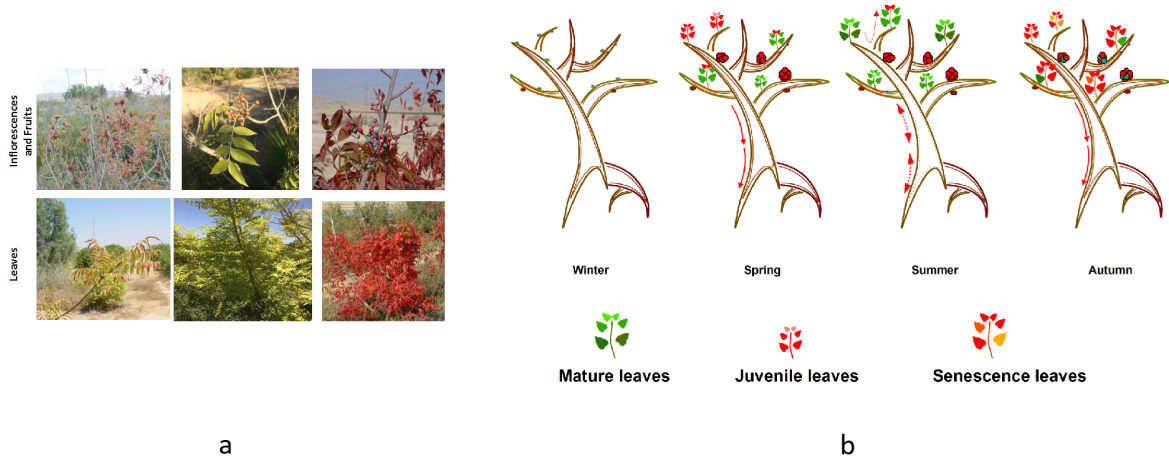 Inflorescences
and Fruits
Leaves
Winter
Spring
Summer
Autumn
Mature leaves
Juvenile leaves
Senescence leaves
a
b